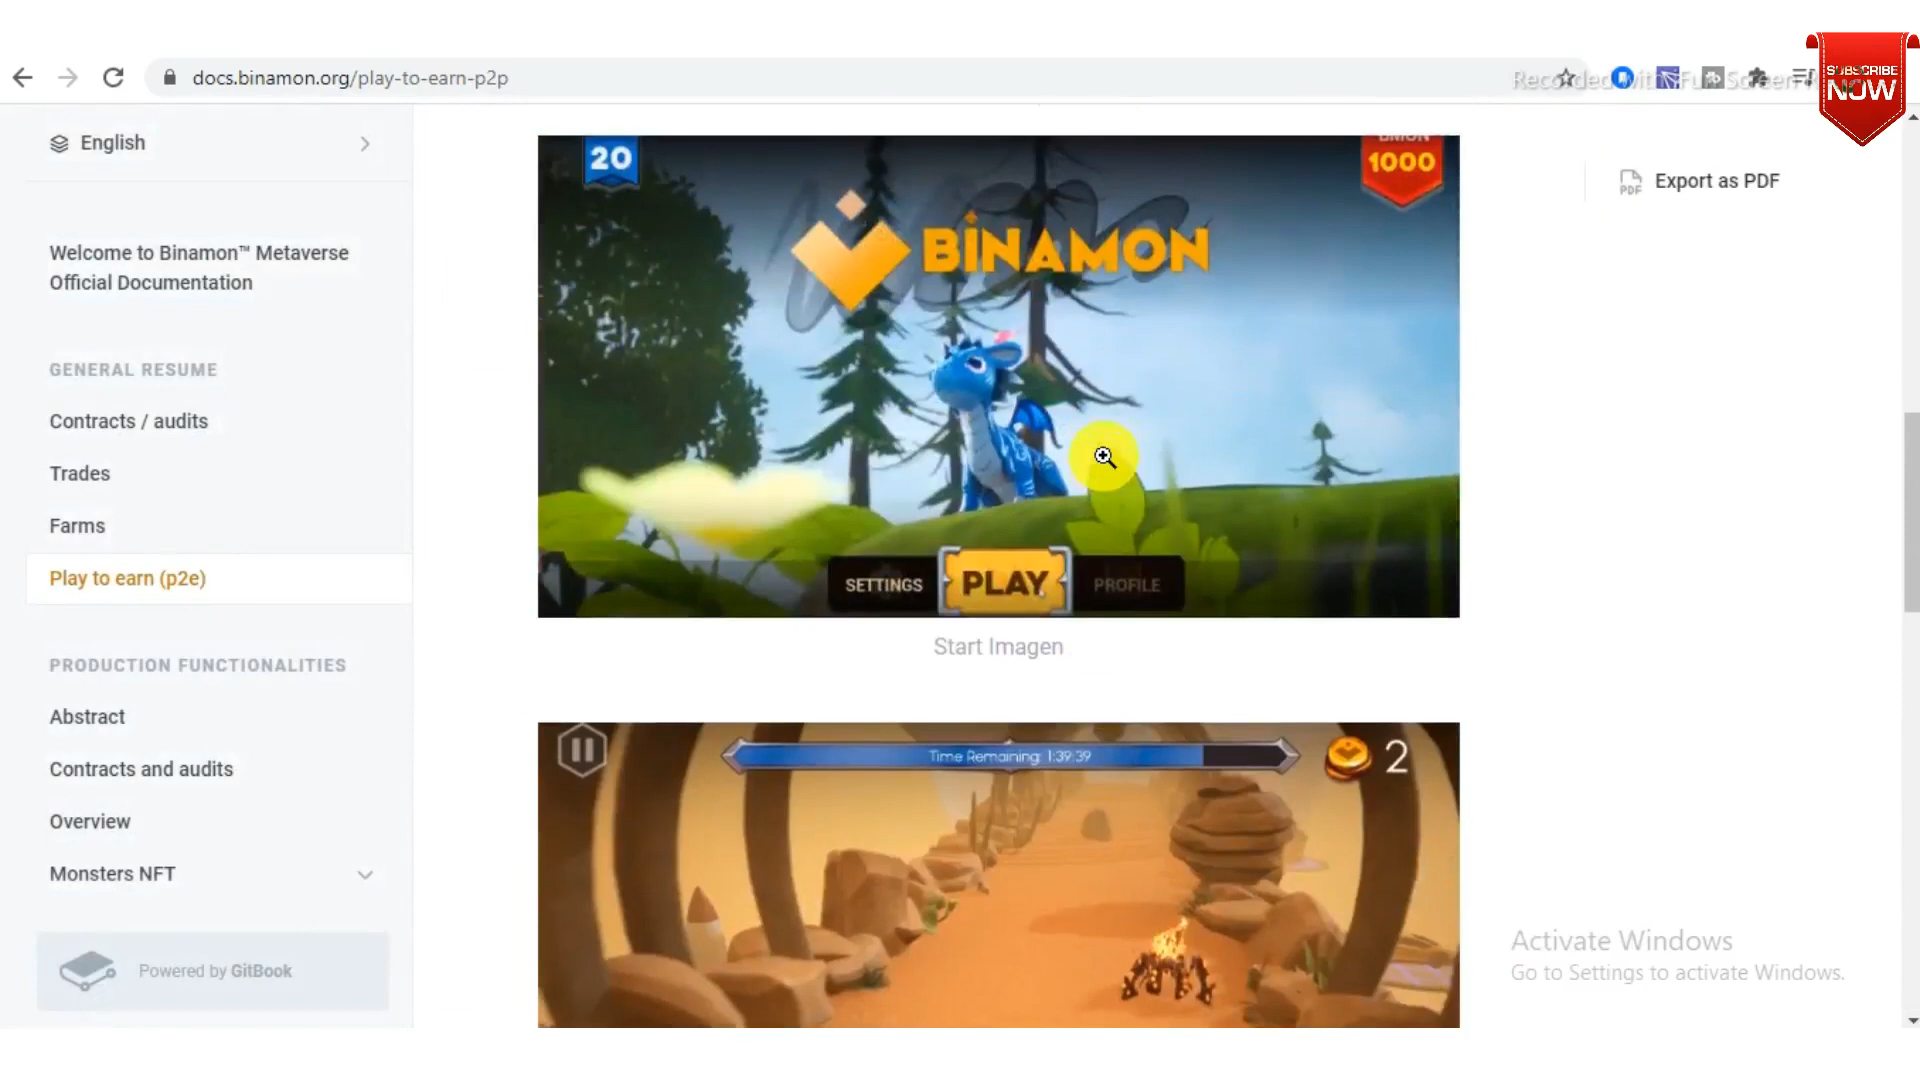 docs.binamon.org/play-to-earn-p2p
SUBSCRIBE
NOW
English
Welcome to Binamon™ Metaverse
Official Documentation
GENERAL RESUME
Contracts / audits
Trades
Farms
Play to earn (p2e)
PRODUCTION FUNCTIONALITIES
Abstract
Contracts and audits
Overview
Monsters NFT
Powered by GitBook
20
BMON
1000
BINAMON
SETTINGS
PLAY
PROFILE
Start Imagen
Time Remaining: 1:39:39
2
PDF
Export as PDF
Activate Windows
Go to Settings to activate Windows.